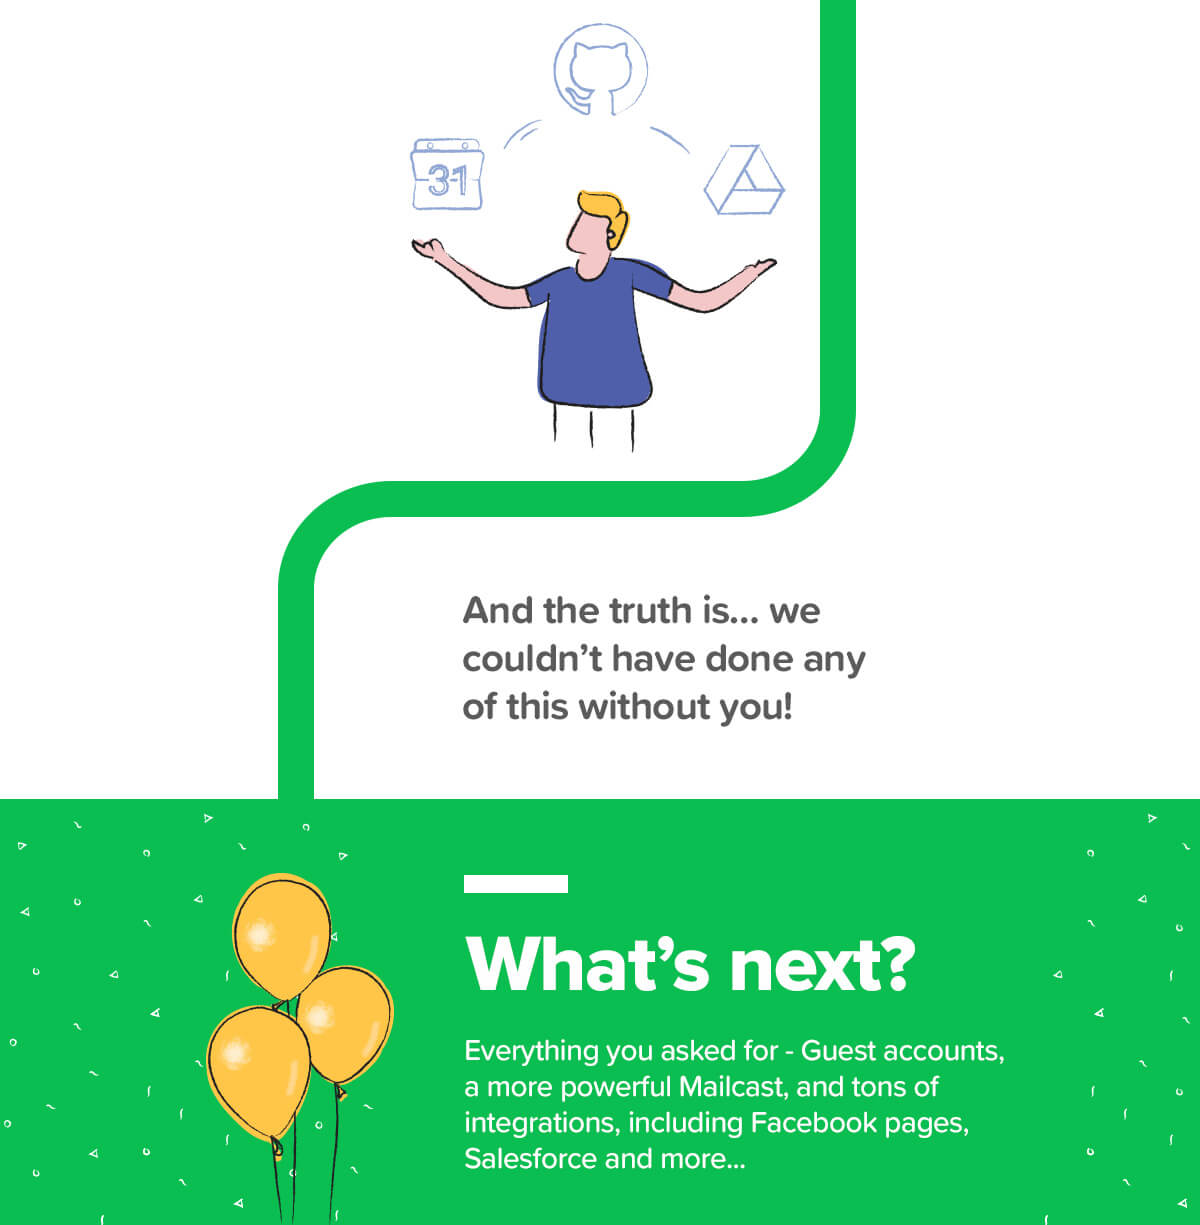 31
And the truth is... we
couldn’t have done any
of this without you!
What’s next?
Everything you asked for - Guest accounts,
a more powerful Mailcast, and tons of
integrations, including Facebook pages,
Salesforce and more...